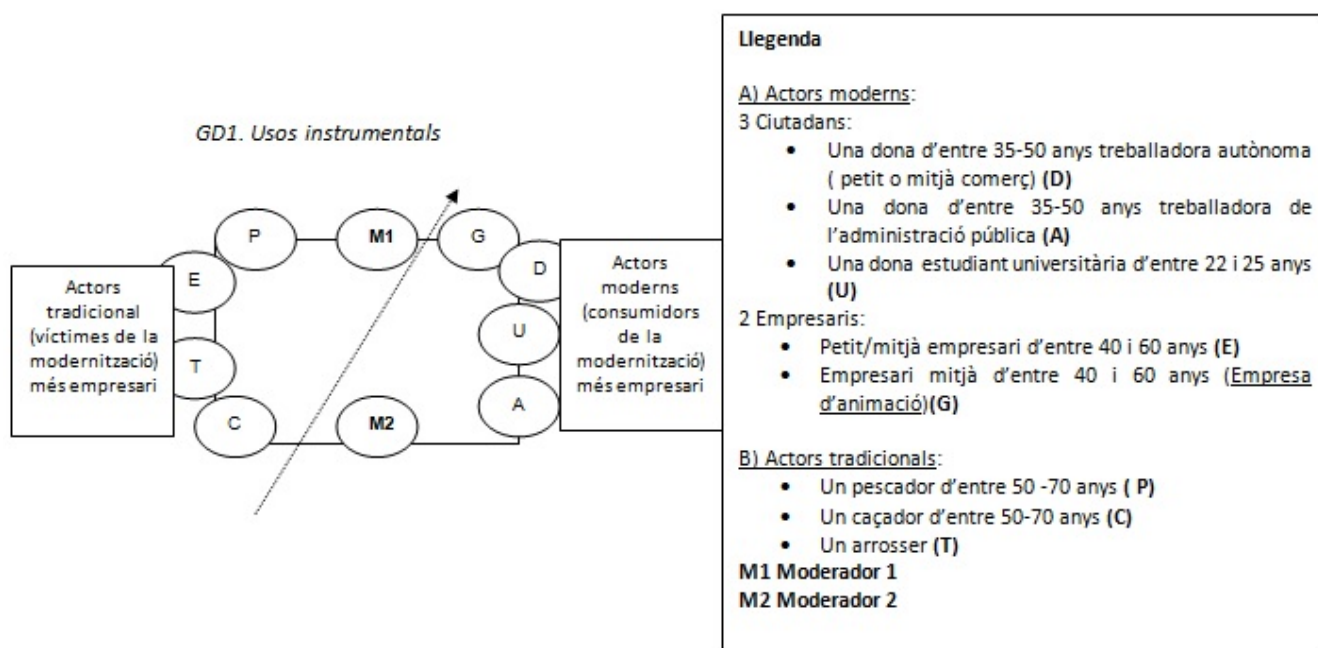 GD1. Usos instrumentals
P
M1
G
E
D
T
U
C
M2
A
Actors
tradicional
(víctimes de la
modernització)
més empresari
Actors
moderns
(consumidors
de la
modernització)
més empresari
Llegenda
A) Actors moderns:
3 Ciutadans:
• Una dona d'entre 35-50 anys treballadora autònoma
( petit o mitjà comerç) (D)
• Una dona d'entre 35-50 anys treballadora de
l'administració pública (A)
• Una dona estudiant universitària d'entre 22 i 25 anys
(U)
2 Empresaris:
• Petit/mitjà empresari d'entre 40 i 60 anys (E)
• Empresari mitjà d'entre 40 i 60 anys (Empresa
d'animació)(G)
B) Actors tradicionals:
• Un pescador d'entre 50 -70 anys ( P)
• Un caçador d'entre 50-70 anys (C)
• Un arrosser (T)
M1 Moderador 1
M2 Moderador 2